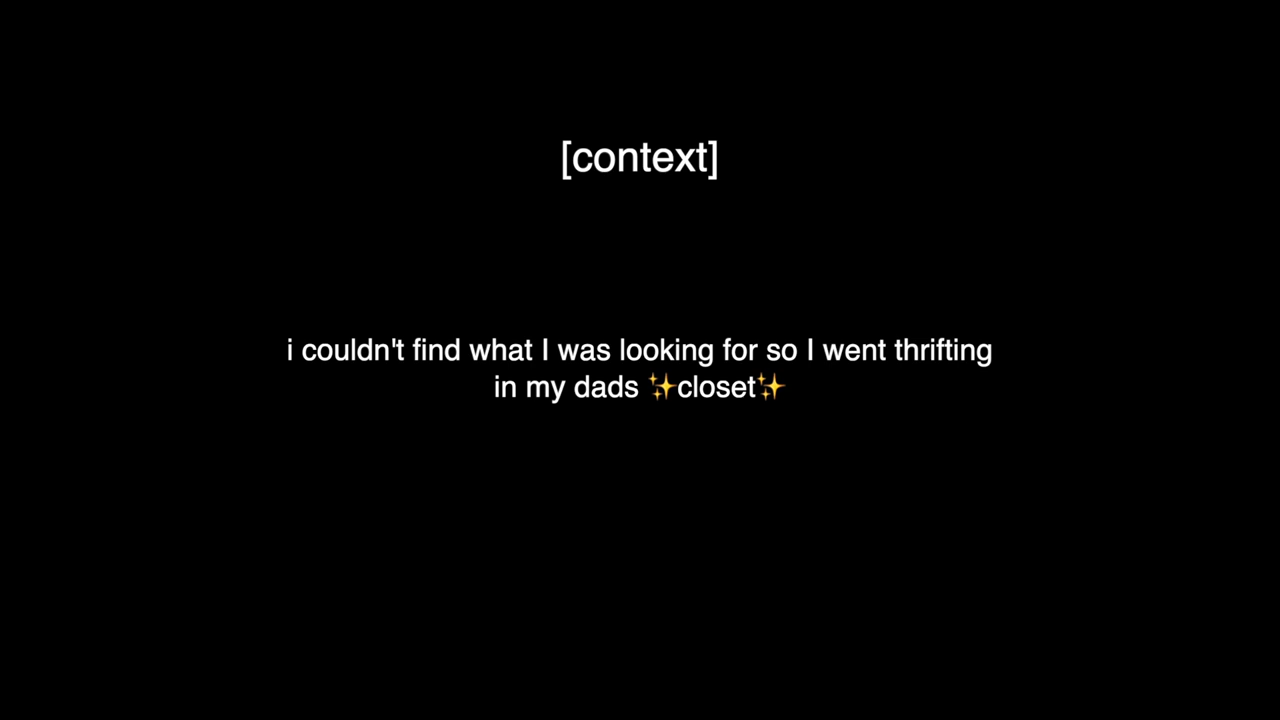 [context]
i couldn't find what I was looking for so I went thrifting
in my dads ✨closet✨